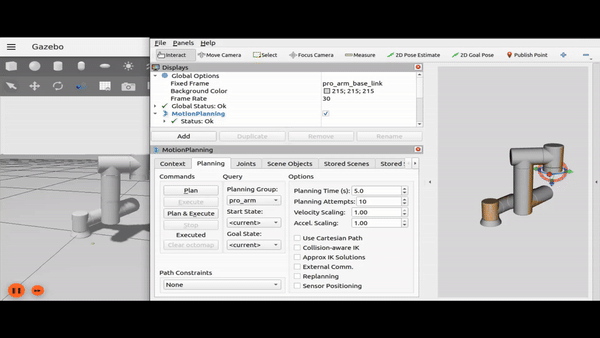 Gazebo
File Panels Help
Interact Move Camera Select Focus Camera Measure 2D Pose Estimate 2D Goal Pose Publish Point
Displays
Global Options
Fixed Frame pro_arm_base_link
Background Color 215; 215; 215
Frame Rate 30
Global Status: Ok
MotionPlanning
Status: Ok
Add Duplicate Remove Rename
MotionPlanning
Context Planning Joints Scene Objects Stored Scenes Stored S
Commands Query Options
Plan Planning Group: Planning Time (s): 5.0
Execute pro_arm Planning Attempts: 10
Plan & Execute Start State: Velocity Scaling: 1.00
Stop <current> Accel. Scaling: 1.00
Executed Goal State: Use Cartesian Path
Clear octomap <current> Collision-aware IK
Approx IK Solutions
External Comm.
Path Constraints Replanning
None Sensor Positioning